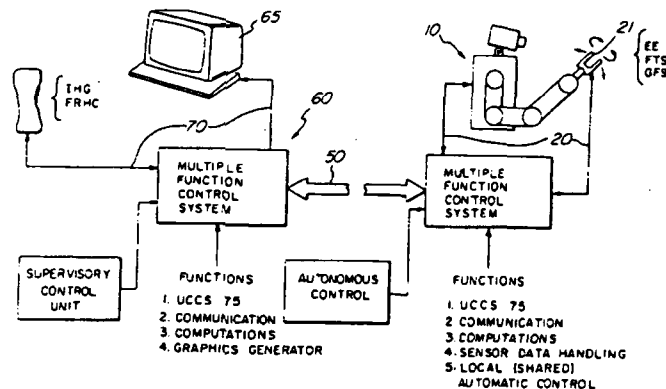 65
IHG
FRHC
70
60
MULTIPLE
FUNCTION
CONTROL
SYSTEM
50
10
21
EE
FTS
GFS
20
MULTIPLE
FUNCTION
CONTROL
SYSTEM
SUPERVISORY
CONTROL
UNIT
FUNCTIONS
1. UCCS 75
2. COMMUNICATION
3. COMPUTATIONS
4. GRAPHICS GENERATOR
AUTONOMOUS
CONTROL
FUNCTIONS
1. UCCS 75
2 COMMUNICATION
3. COMPUTATIONS
4. SENSOR DATA HANDLING
5. LOCAL (SHARED)
AUTOMATIC CONTROL